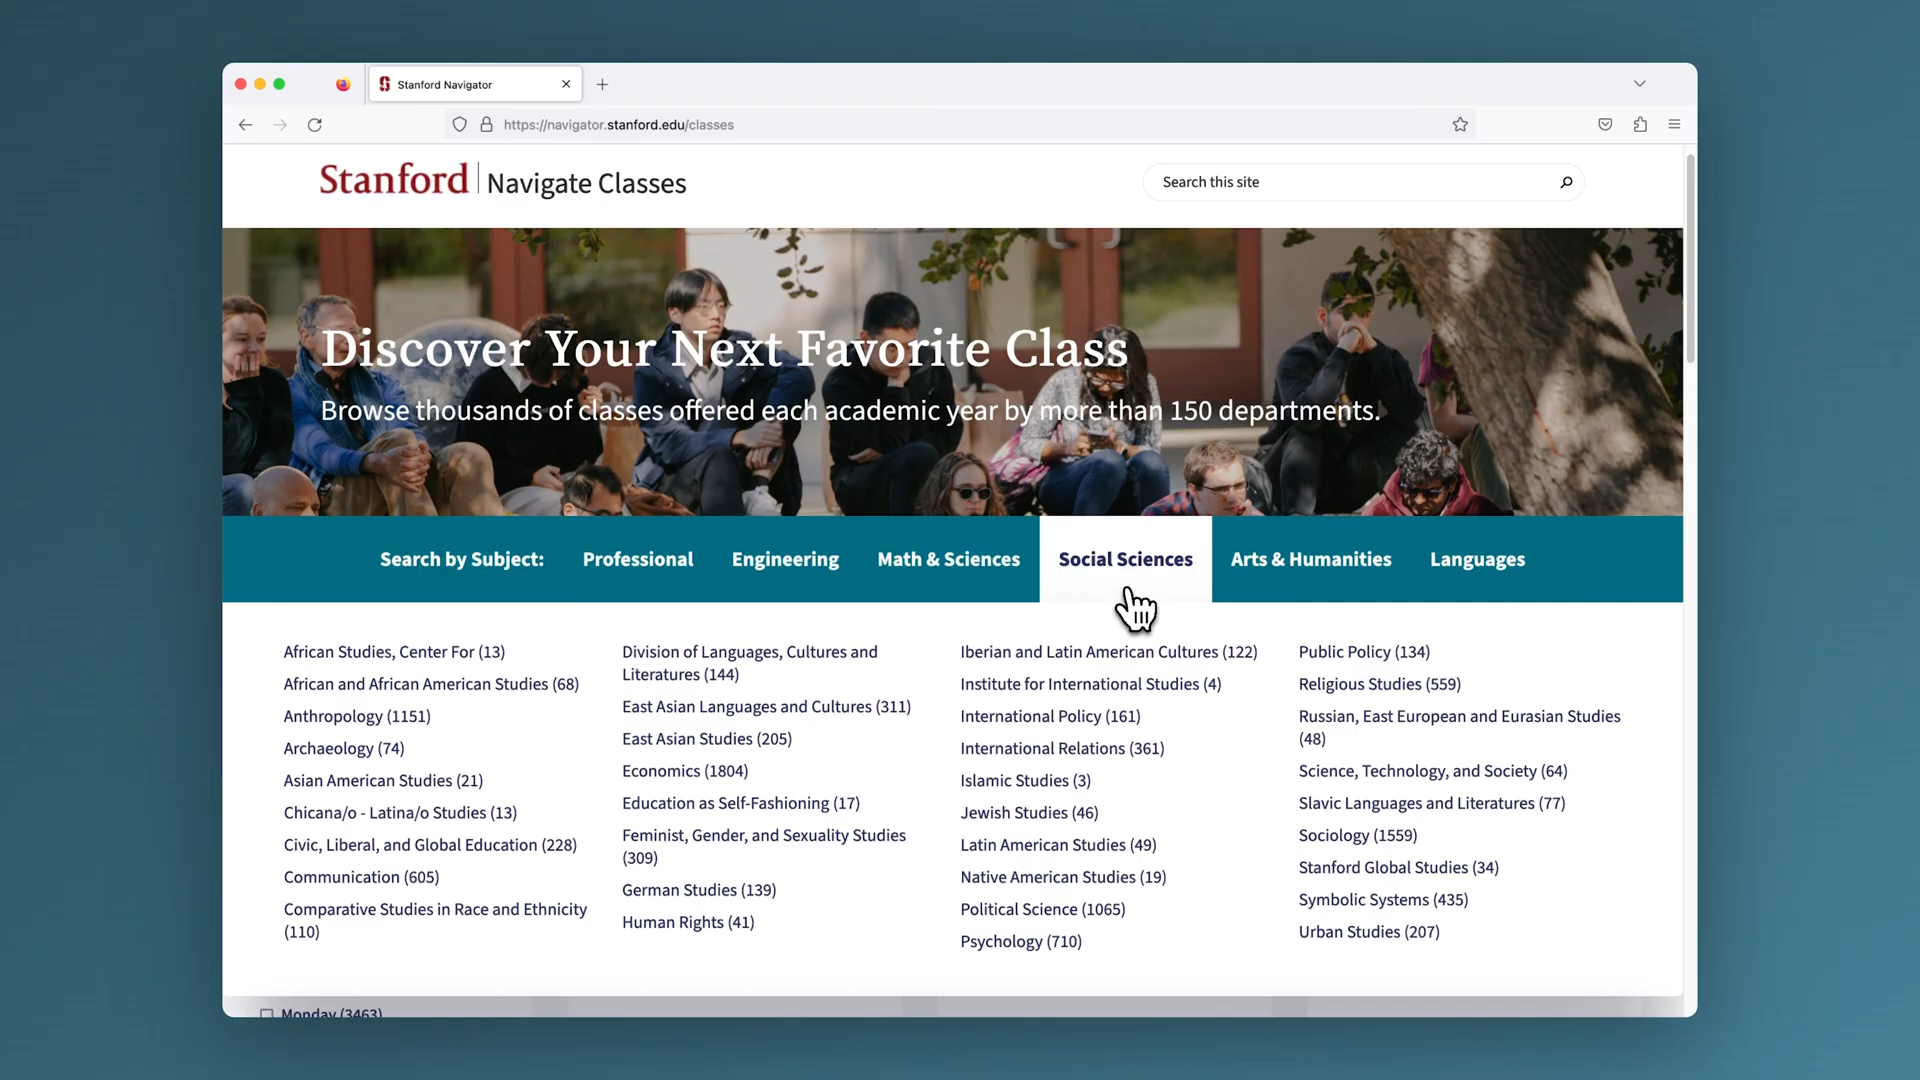 Stanford Navigator
https://navigator.stanford.edu/classes
Stanford | Navigate Classes
Search this site
Discover Your Next Favorite Class
Browse thousands of classes offered each academic year by more than 150 departments.
Search by Subject: Professional Engineering Math & Sciences Social Sciences Arts & Humanities Languages
African Studies, Center For (13)
African and African American Studies (68)
Anthropology (1151)
Archaeology (74)
Asian American Studies (21)
Chicana/o - Latina/o Studies (13)
Civic, Liberal, and Global Education (228)
Communication (605)
Comparative Studies in Race and Ethnicity
(110)
Division of Languages, Cultures and
Literatures (144)
East Asian Languages and Cultures (311)
East Asian Studies (205)
Economics (1804)
Education as Self-Fashioning (17)
Feminist, Gender, and Sexuality Studies
(309)
German Studies (139)
Human Rights (41)
Iberian and Latin American Cultures (122)
Institute for International Studies (4)
International Policy (161)
International Relations (361)
Islamic Studies (3)
Jewish Studies (46)
Latin American Studies (49)
Native American Studies (19)
Political Science (1065)
Psychology (710)
Public Policy (134)
Religious Studies (559)
Russian, East European and Eurasian Studies
(48)
Science, Technology, and Society (64)
Slavic Languages and Literatures (77)
Sociology (1559)
Stanford Global Studies (34)
Symbolic Systems (435)
Urban Studies (207)
Monday (3463)